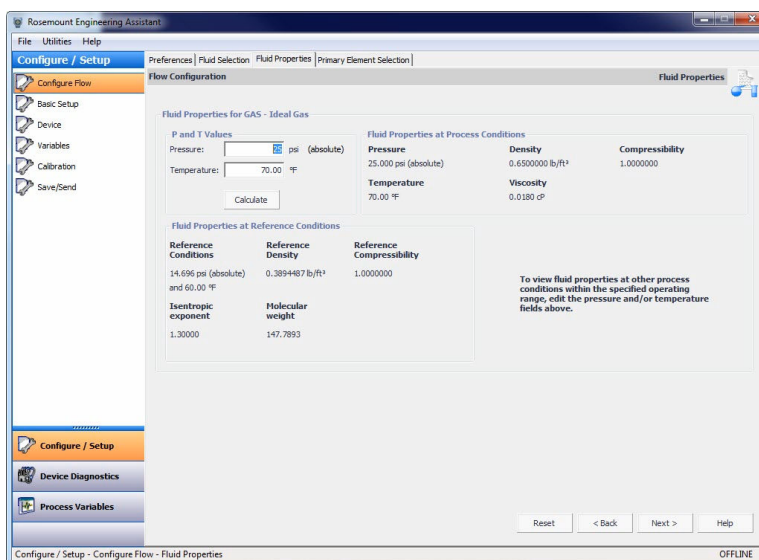 Rosemount Engineering Assistant
File Utilities Help
Configure / Setup
Configure Flow
Basic Setup
Device
Variables
Calibration
Save/Send
Preferences Fluid Selection Fluid Properties Primary Element Selection
Flow Configuration Fluid Properties
Fluid Properties for GAS - Ideal Gas
P and T Values
Pressure: 25 psi (absolute)
Temperature: 70.00 °F
Calculate
Fluid Properties at Process Conditions
Pressure Density Compressibility
25.000 psi (absolute) 0.6500000 lb/ft³ 1.0000000
Temperature Viscosity
70.00 °F 0.0180 cP
Fluid Properties at Reference Conditions
Reference Conditions
Reference Density
Reference Compressibility
14.696 psi (absolute) 0.3894487 lb/ft³ 1.0000000
and 60.00 °F
Isentropic exponent
Molecular weight
1.30000 147.7893
To view fluid properties at other process
conditions within the specified operating
range, edit the pressure and/or temperature
fields above.
Configure / Setup
Device Diagnostics
Process Variables
Reset < Back Next > Help
Configure / Setup - Configure Flow - Fluid Properties OFFLINE